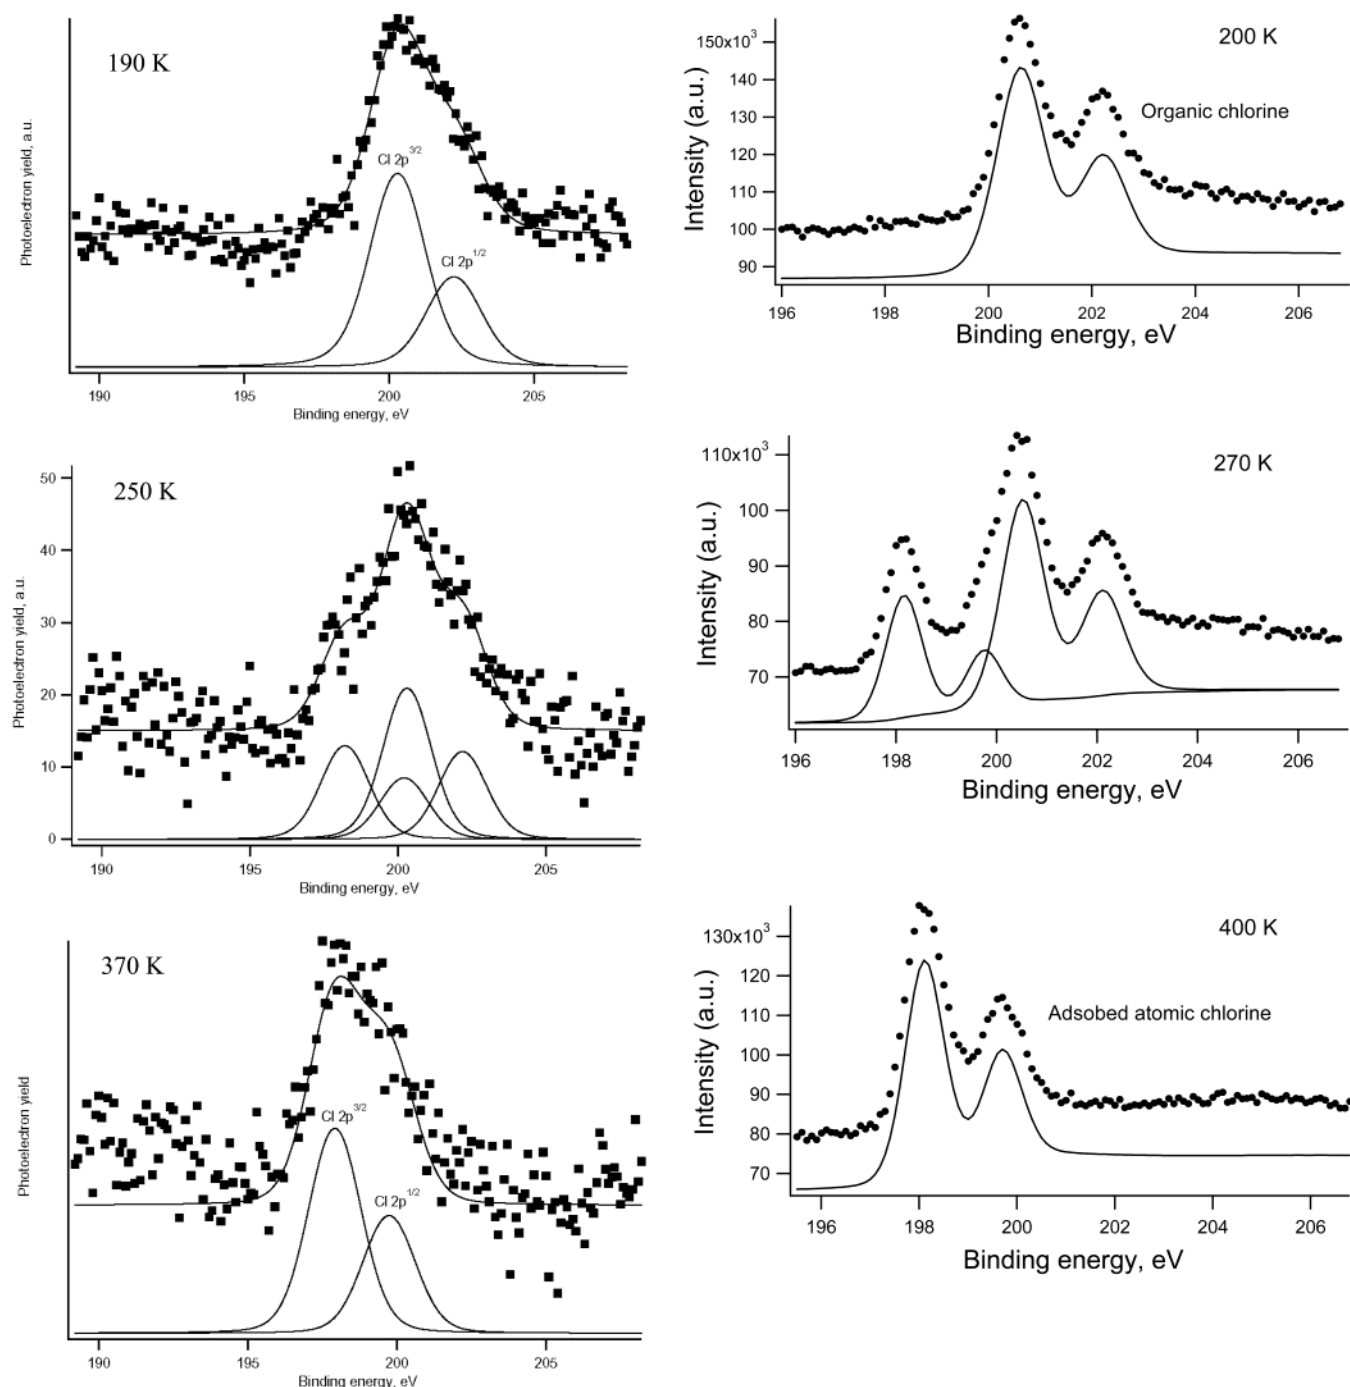 190 K
Photoelectron yield, a.u.
Cl 2p3/2
Cl 2p1/2
190 195 200 205
Binding energy, eV
200 K
Organic chlorine
Intensity (a.u.)
150x10³
140
130
120
110
100
90
196 198 200 202 204 206
Binding energy, eV
250 K
Photoelectron yield, a.u.
50
40
30
20
10
0
190 195 200 205
Binding energy, eV
270 K
Intensity (a.u.)
110x10³
100
90
80
70
196 198 200 202 204 206
Binding energy, eV
370 K
Photoelectron yield
Cl 2p3/2
Cl 2p1/2
190 195 200 205
Binding energy, eV
400 K
Adsobed atomic chlorine
Intensity (a.u.)
130x10³
120
110
100
90
80
70
196 198 200 202 204 206
Binding energy, eV